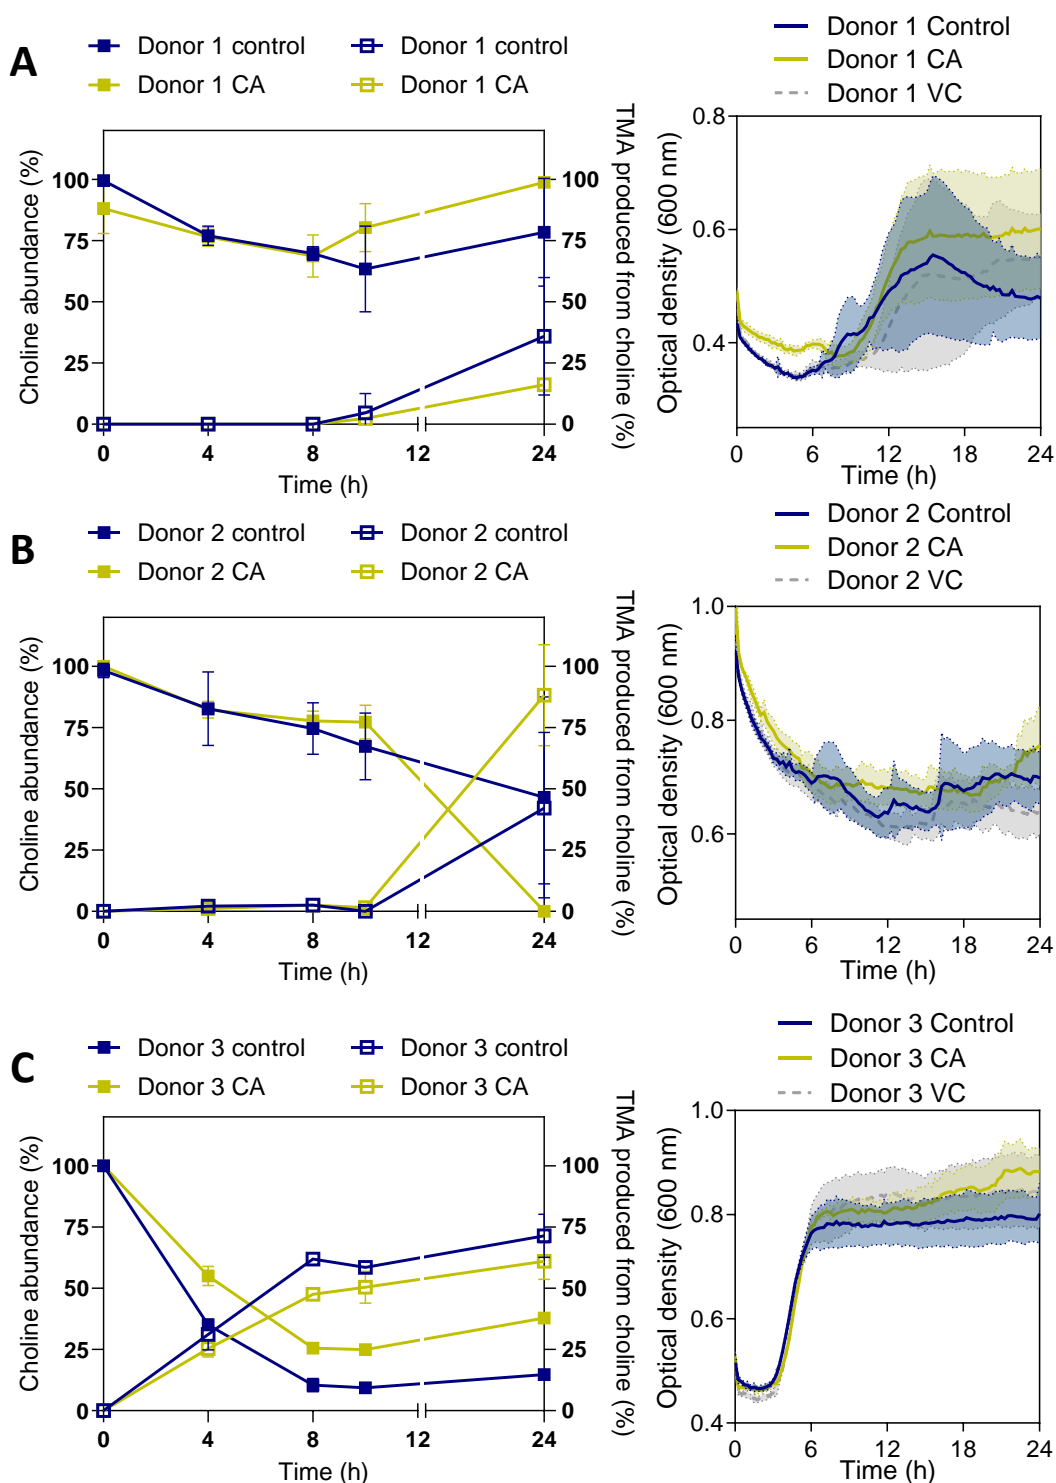 A
Donor 1 control
Donor 1 control
Donor 1 CA
Donor 1 CA
Choline abundance (%)
100
75
50
25
0
0
4
8
12
24
Time (h)
100
75
50
25
0
TMA produced from choline (%)
Donor 1 Control
Donor 1 CA
Donor 1 VC
Optical density (600 nm)
0.8
0.6
0.4
0
6
12
18
24
Time (h)
B
Donor 2 control
Donor 2 control
Donor 2 CA
Donor 2 CA
Choline abundance (%)
100
75
50
25
0
0
4
8
12
24
Time (h)
100
75
50
25
0
TMA produced from choline (%)
Donor 2 Control
Donor 2 CA
Donor 2 VC
Optical density (600 nm)
1.0
0.8
0.6
0
6
12
18
24
Time (h)
C
Donor 3 control
Donor 3 control
Donor 3 CA
Donor 3 CA
Choline abundance (%)
100
75
50
25
0
0
4
8
12
24
Time (h)
100
75
50
25
0
TMA produced from choline (%)
Donor 3 Control
Donor 3 CA
Donor 3 VC
Optical density (600 nm)
1.0
0.8
0.6
0.4
0
6
12
18
24
Time (h)